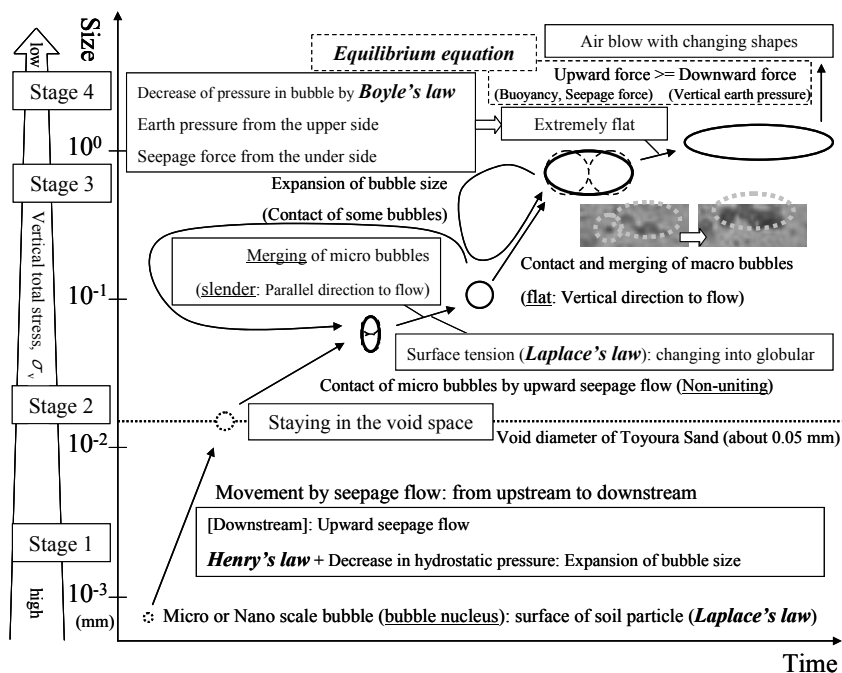 Size
low
Stage 4
10^0
Stage 3
Vertical total stress, σ_v
10^-1
Stage 2
10^-2
Stage 1
high
10^-3
(mm)
Equilibrium equation
Air blow with changing shapes
Upward force >= Downward force
(Buoyancy, Seepage force) (Vertical earth pressure)
Decrease of pressure in bubble by Boyle's law
Earth pressure from the upper side
Seepage force from the under side
Extremely flat
Expansion of bubble size
(Contact of some bubbles)
Merging of micro bubbles
(slender: Parallel direction to flow)
Contact and merging of macro bubbles
(flat: Vertical direction to flow)
Surface tension (Laplace's law): changing into globular
Contact of micro bubbles by upward seepage flow (Non-uniting)
Staying in the void space
Void diameter of Toyoura Sand (about 0.05 mm)
Movement by seepage flow: from upstream to downstream
[Downstream]: Upward seepage flow
Henry's law + Decrease in hydrostatic pressure: Expansion of bubble size
Micro or Nano scale bubble (bubble nucleus): surface of soil particle (Laplace's law)
Time